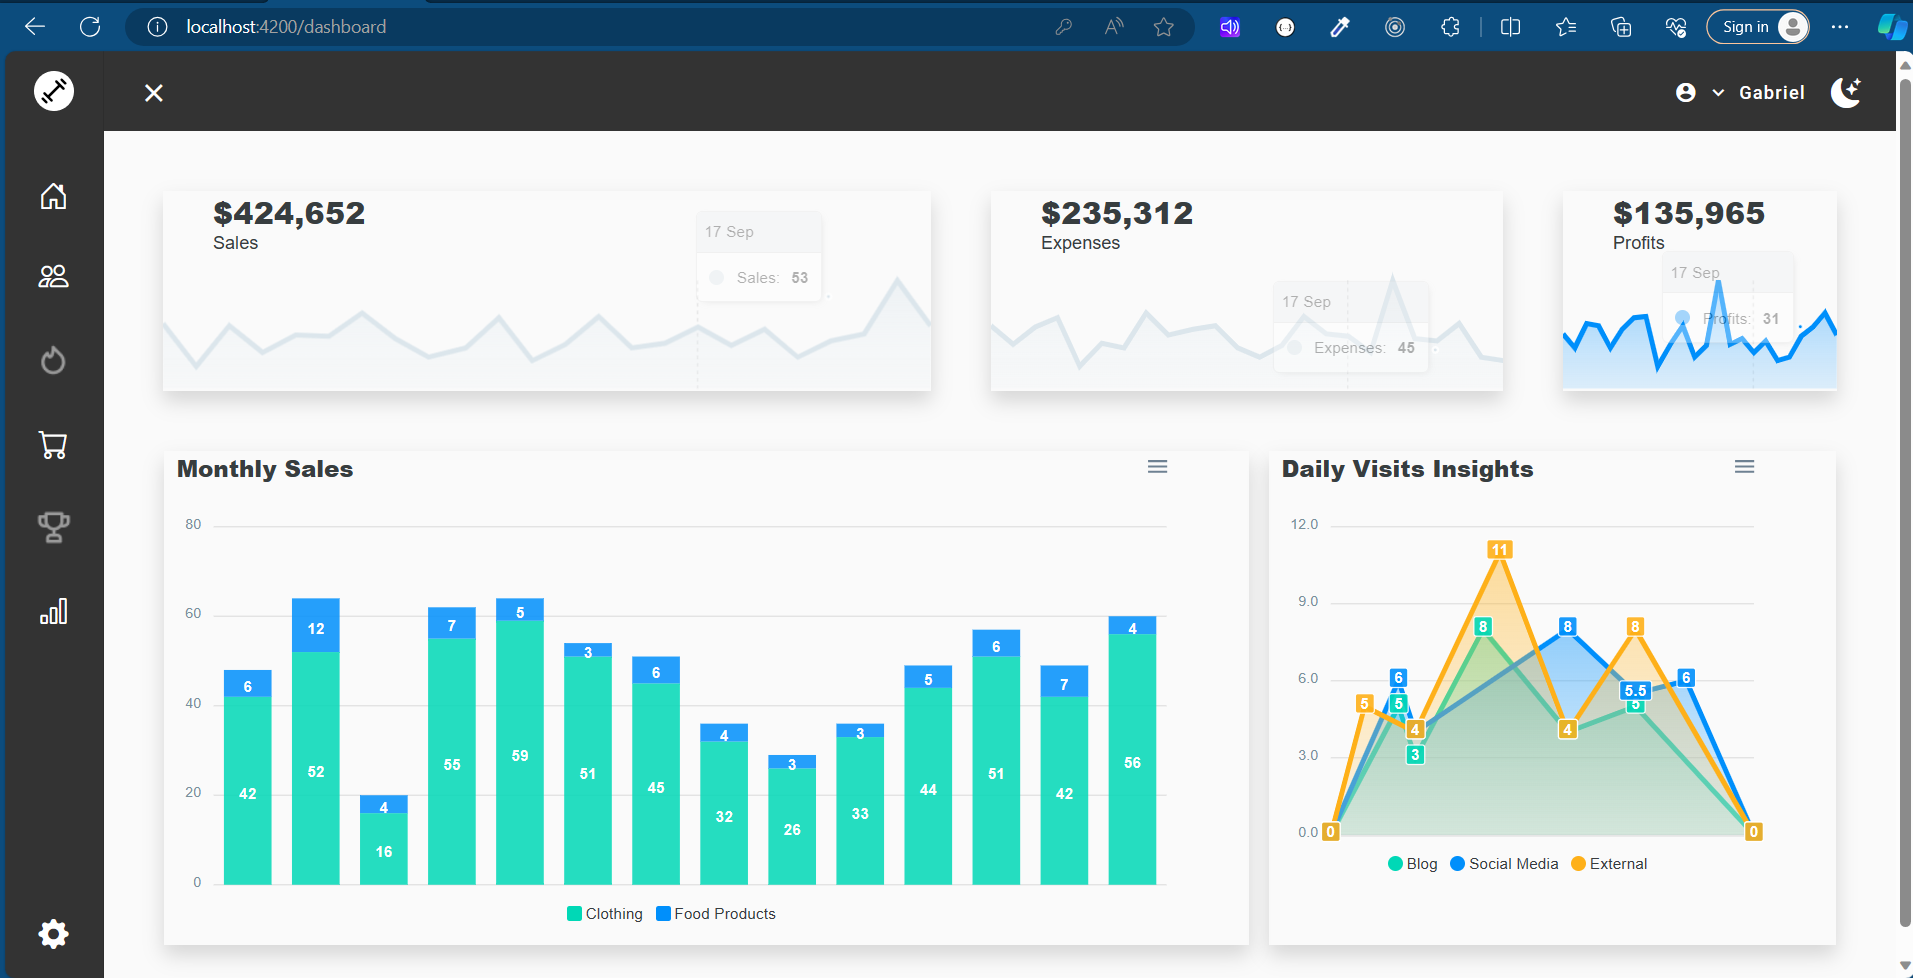 localhost:4200/dashboard
Sign in
Gabriel
$424,652
Sales
17 Sep
Sales: 53
$235,312
Expenses
17 Sep
Expenses: 45
$135,965
Profits
17 Sep
Profits: 31
Monthly Sales
80
60
40
20
0
6
12
4
7
5
3
6
4
3
3
5
6
7
4
42
52
16
55
59
51
45
32
26
33
44
51
42
56
Clothing
Food Products
Daily Visits Insights
12.0
9.0
6.0
3.0
0.0
11
8
8
8
6
6
5
5
5.5
5
4
4
3
0
0
Blog
Social Media
External